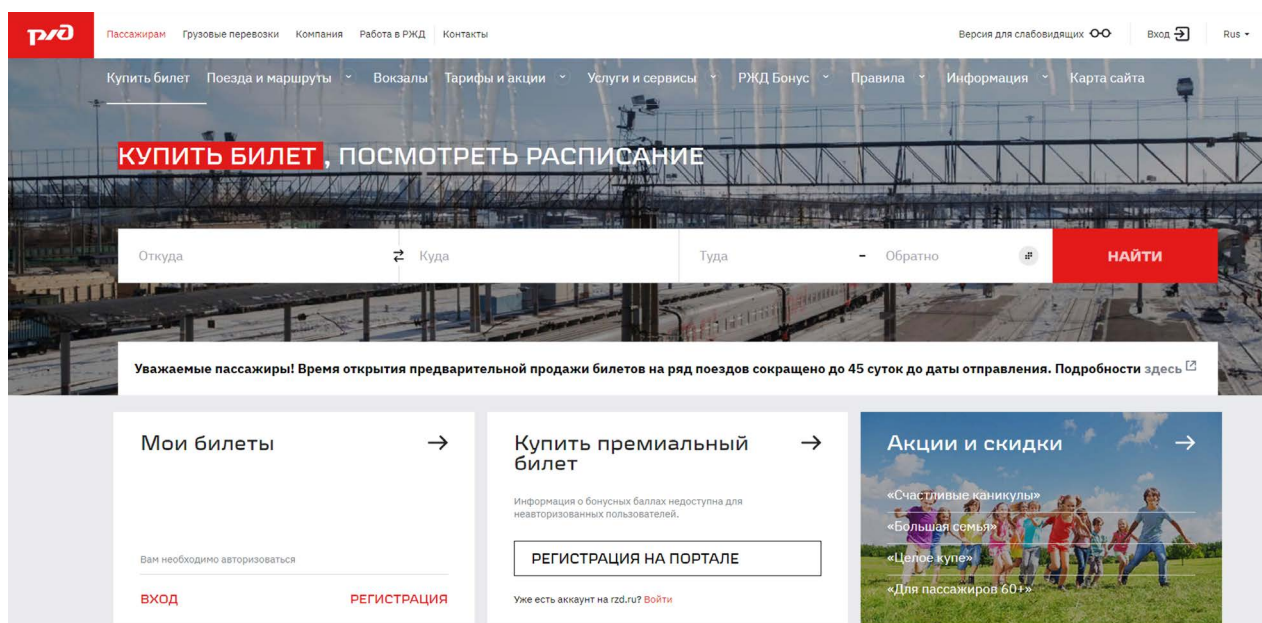 ржд Пассажирам Грузовые перевозки Компания Работа в РЖД Контакты Версия для слабовидящих Вход Rus
Купить билет Поезда и маршруты Вокзалы Тарифы и акции Услуги и сервисы РЖД Бонус Правила Информация Карта сайта
КУПИТЬ БИЛЕТ, ПОСМОТРЕТЬ РАСПИСАНИЕ
Откуда Куда Туда - Обратно НАЙТИ
Уважаемые пассажиры! Время открытия предварительной продажи билетов на ряд поездов сокращено до 45 суток до даты отправления. Подробности здесь
Мои билеты
Вам необходимо авторизоваться
ВХОД РЕГИСТРАЦИЯ
Купить премиальный
билет
Информация о бонусных баллах недоступна для
неавторизованных пользователей.
РЕГИСТРАЦИЯ НА ПОРТАЛЕ
Уже есть аккаунт на rzd.ru? Войти
Акции и скидки
«Счастливые каникулы»
«Большая семья»
«Целое купе»
«Для пассажиров 60+»